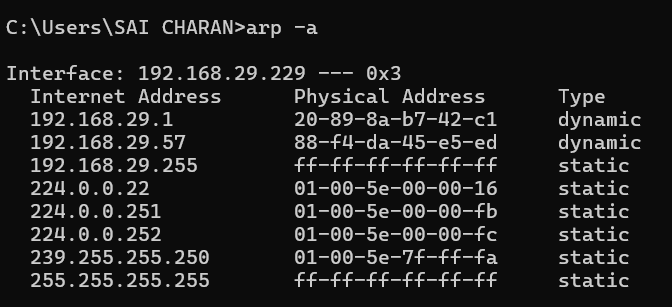 C:\Users\SAI CHARAN>arp -a
Interface: 192.168.29.229 --- 0x3
Internet Address Physical Address Type
192.168.29.1 20-89-8a-b7-42-c1 dynamic
192.168.29.57 88-f4-da-45-e5-ed dynamic
192.168.29.255 ff-ff-ff-ff-ff-ff static
224.0.0.22 01-00-5e-00-00-16 static
224.0.0.251 01-00-5e-00-00-fb static
224.0.0.252 01-00-5e-00-00-fc static
239.255.255.250 01-00-5e-7f-ff-fa static
255.255.255.255 ff-ff-ff-ff-ff-ff static